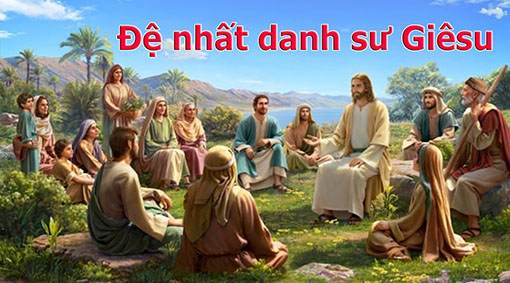 Đệ nhất danh sư Giêsu